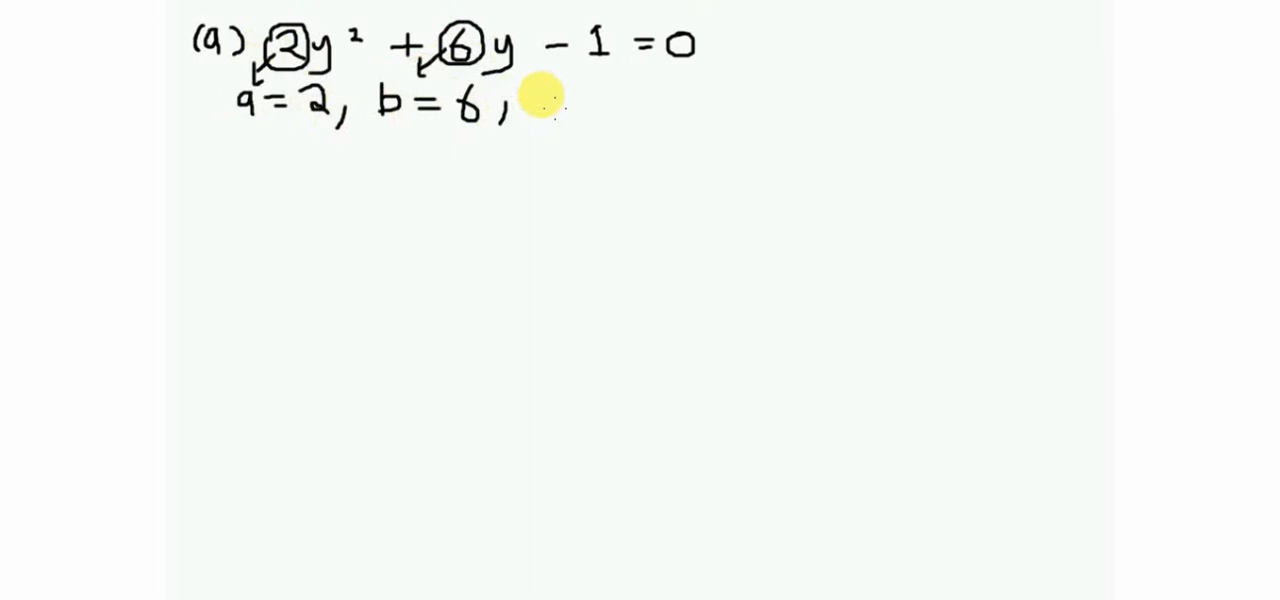 (a) 2y² + 6y - 1 = 0
a = 2, b = 6,